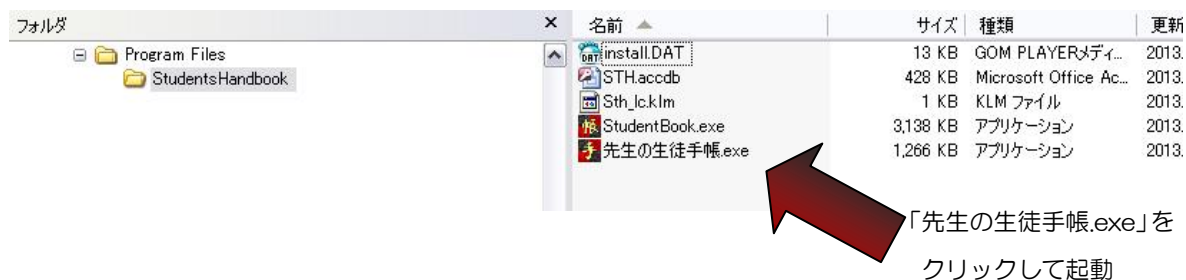 フォルダ × 名前 サイズ 種類 更新
Program Files
StudentsHandbook
install.DAT 13 KB GOM PLAYERメディ... 2013.
STH.accdb 428 KB Microsoft Office Ac... 2013.
Sth_lc.klm 1 KB KLM ファイル 2013.
StudentBook.exe 3,138 KB アプリケーション 2013.
先生の生徒手帳.exe 1,266 KB アプリケーション 2013.
「先生の生徒手帳.exe」を
クリックして起動